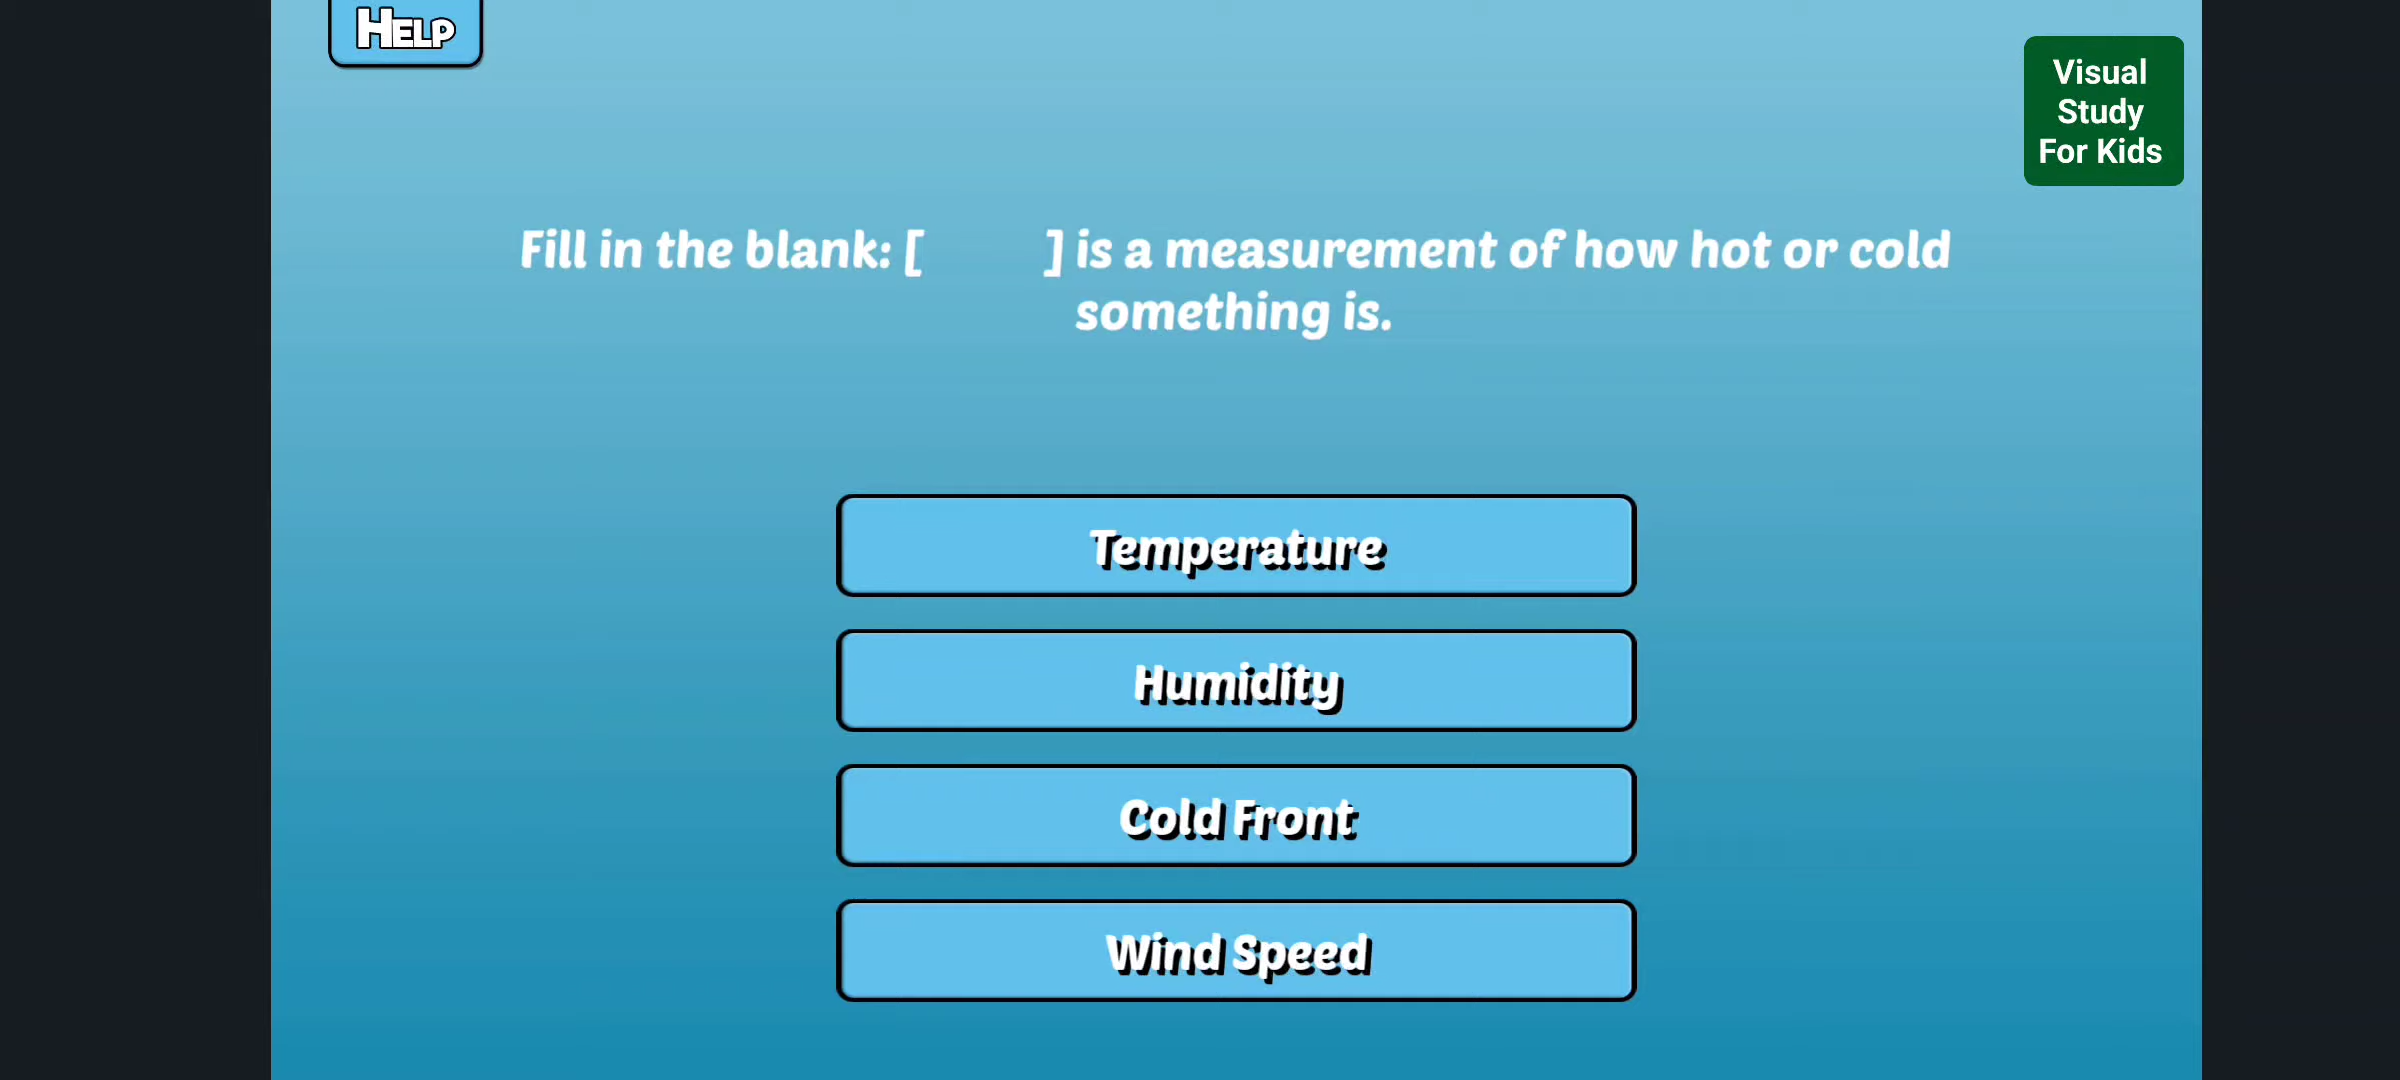 HELP
Visual
Study
For Kids
Fill in the blank: [ ] is a measurement of how hot or cold
something is.
Temperature
Humidity
Cold Front
Wind Speed